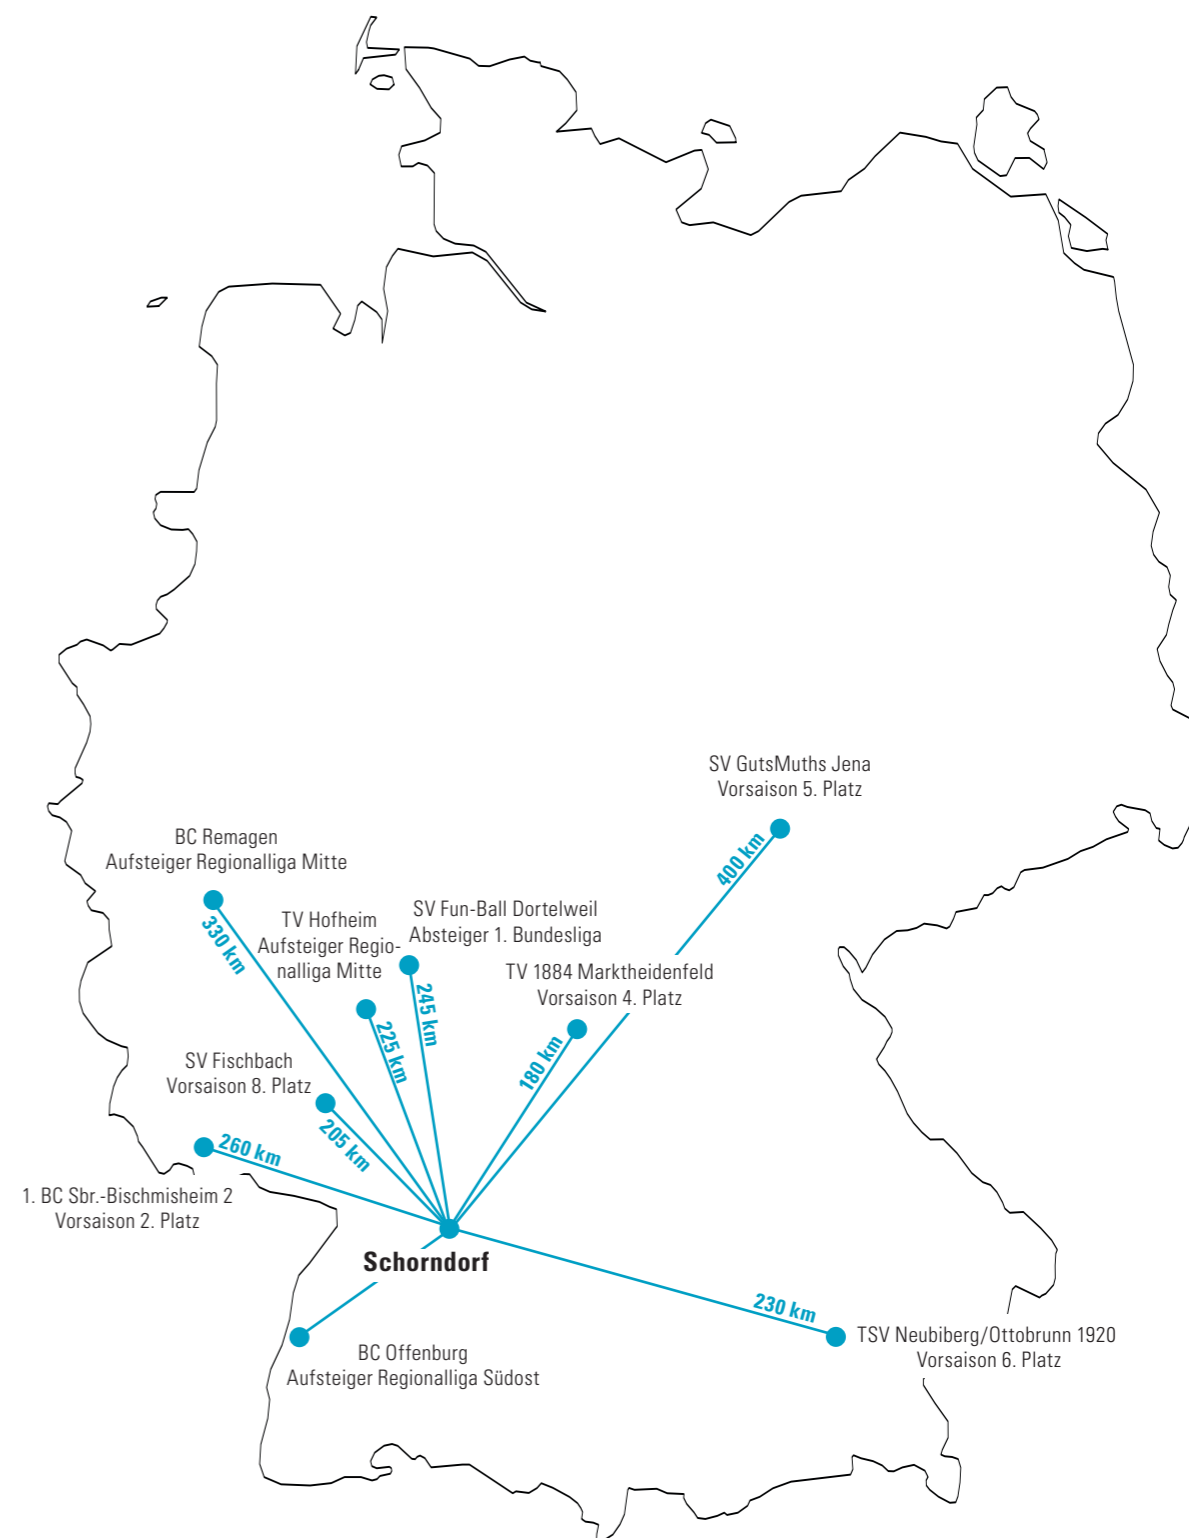 SV GutsMuths Jena
Vorsaison 5. Platz
400 km
BC Remagen
Aufsteiger Regionalliga Mitte
330 km
TV Hofheim
Aufsteiger Regio-
nalliga Mitte
225 km
SV Fun-Ball Dortelweil
Absteiger 1. Bundesliga
245 km
TV 1884 Marktheidenfeld
Vorsaison 4. Platz
180 km
SV Fischbach
Vorsaison 8. Platz
205 km
260 km
1. BC Sbr.-Bischmisheim 2
Vorsaison 2. Platz
Schorndorf
230 km
TSV Neubiberg/Ottobrunn 1920
Vorsaison 6. Platz
BC Offenburg
Aufsteiger Regionalliga Südost